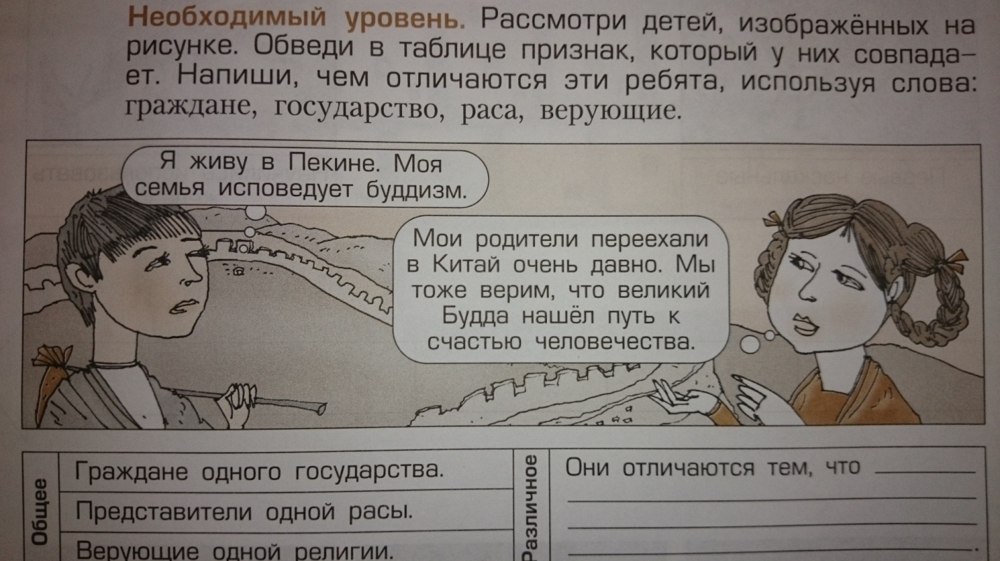 Необходимый уровень. Рассмотри детей, изображённых на
рисунке. Обведи в таблице признак, который у них совпада-
ет. Напиши, чем отличаются эти ребята, используя слова:
граждане, государство, раса, верующие.
Я живу в Пекине. Моя
семья исповедует буддизм.
Мои родители переехали
в Китай очень давно. Мы
тоже верим, что великий
Будда нашёл путь к
счастью человечества.
Общее
Граждане одного государства.
Представители одной расы.
Верующие одной религии.
Различное
Они отличаются тем, что